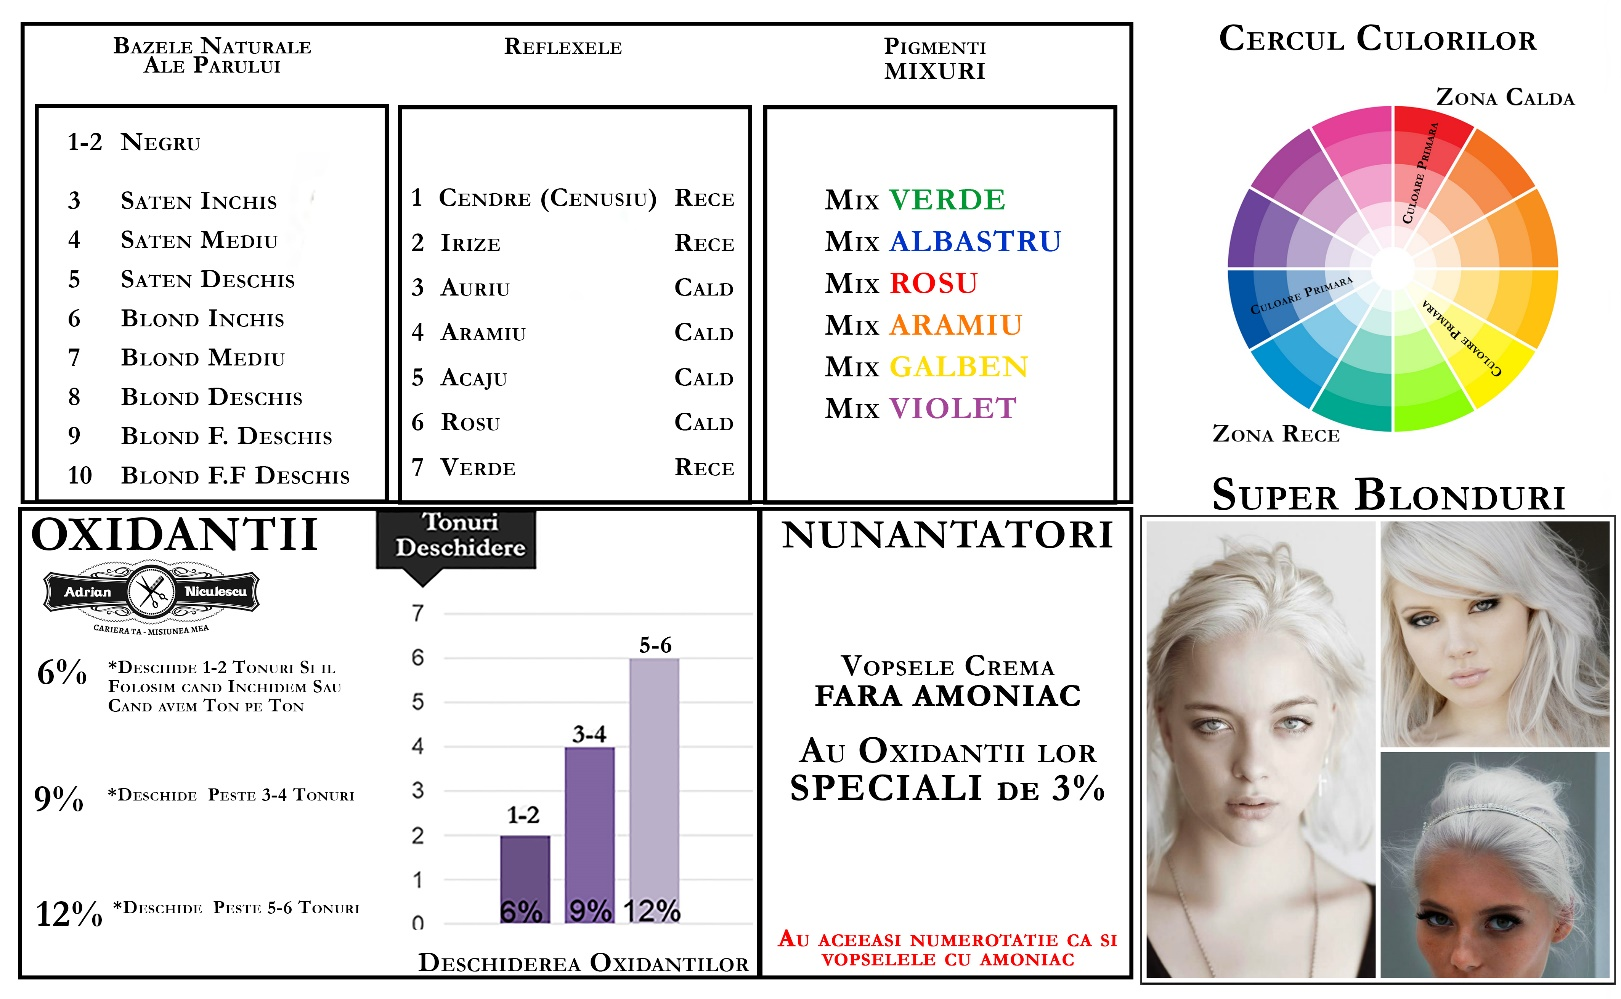 Bazele Naturale
Ale Parului
Reflexele
Pigmenti
MIXURI
1-2 Negru
3 Saten Inchis
4 Saten Mediu
5 Saten Deschis
6 Blond Inchis
7 Blond Mediu
8 Blond Deschis
9 Blond F. Deschis
10 Blond F.F Deschis
1 Cendre (Cenusiu) Rece
2 Irize Rece
3 Auriu Cald
4 Aramiu Cald
5 Acaju Cald
6 Rosu Cald
7 Verde Rece
Mix VERDE
Mix ALBASTRU
Mix ROSU
Mix ARAMIU
Mix GALBEN
Mix VIOLET
Cercul Culorilor
Zona Calda
Culoare Primara
Culoare Primara
Culoare Primara
Zona Rece
OXIDANTII
Adrian Niculescu
CARIERA TA - MISIUNEA MEA
6% *Deschide 1-2 Tonuri Si il
Folosim cand Inchidem Sau
Cand avem Ton pe Ton
9% *Deschide Peste 3-4 Tonuri
12% *Deschide Peste 5-6 Tonuri
Tonuri
Deschidere
7
6
5
4
3
2
1
0
1-2
3-4
5-6
6% 9% 12%
Deschiderea Oxidantilor
NUNANTATORI
Vopsele Crema
FARA AMONIAC
Au Oxidantii lor
SPECIALI de 3%
Au aceeasi numerotatie ca si
vopselele cu amoniac
Super Blonduri